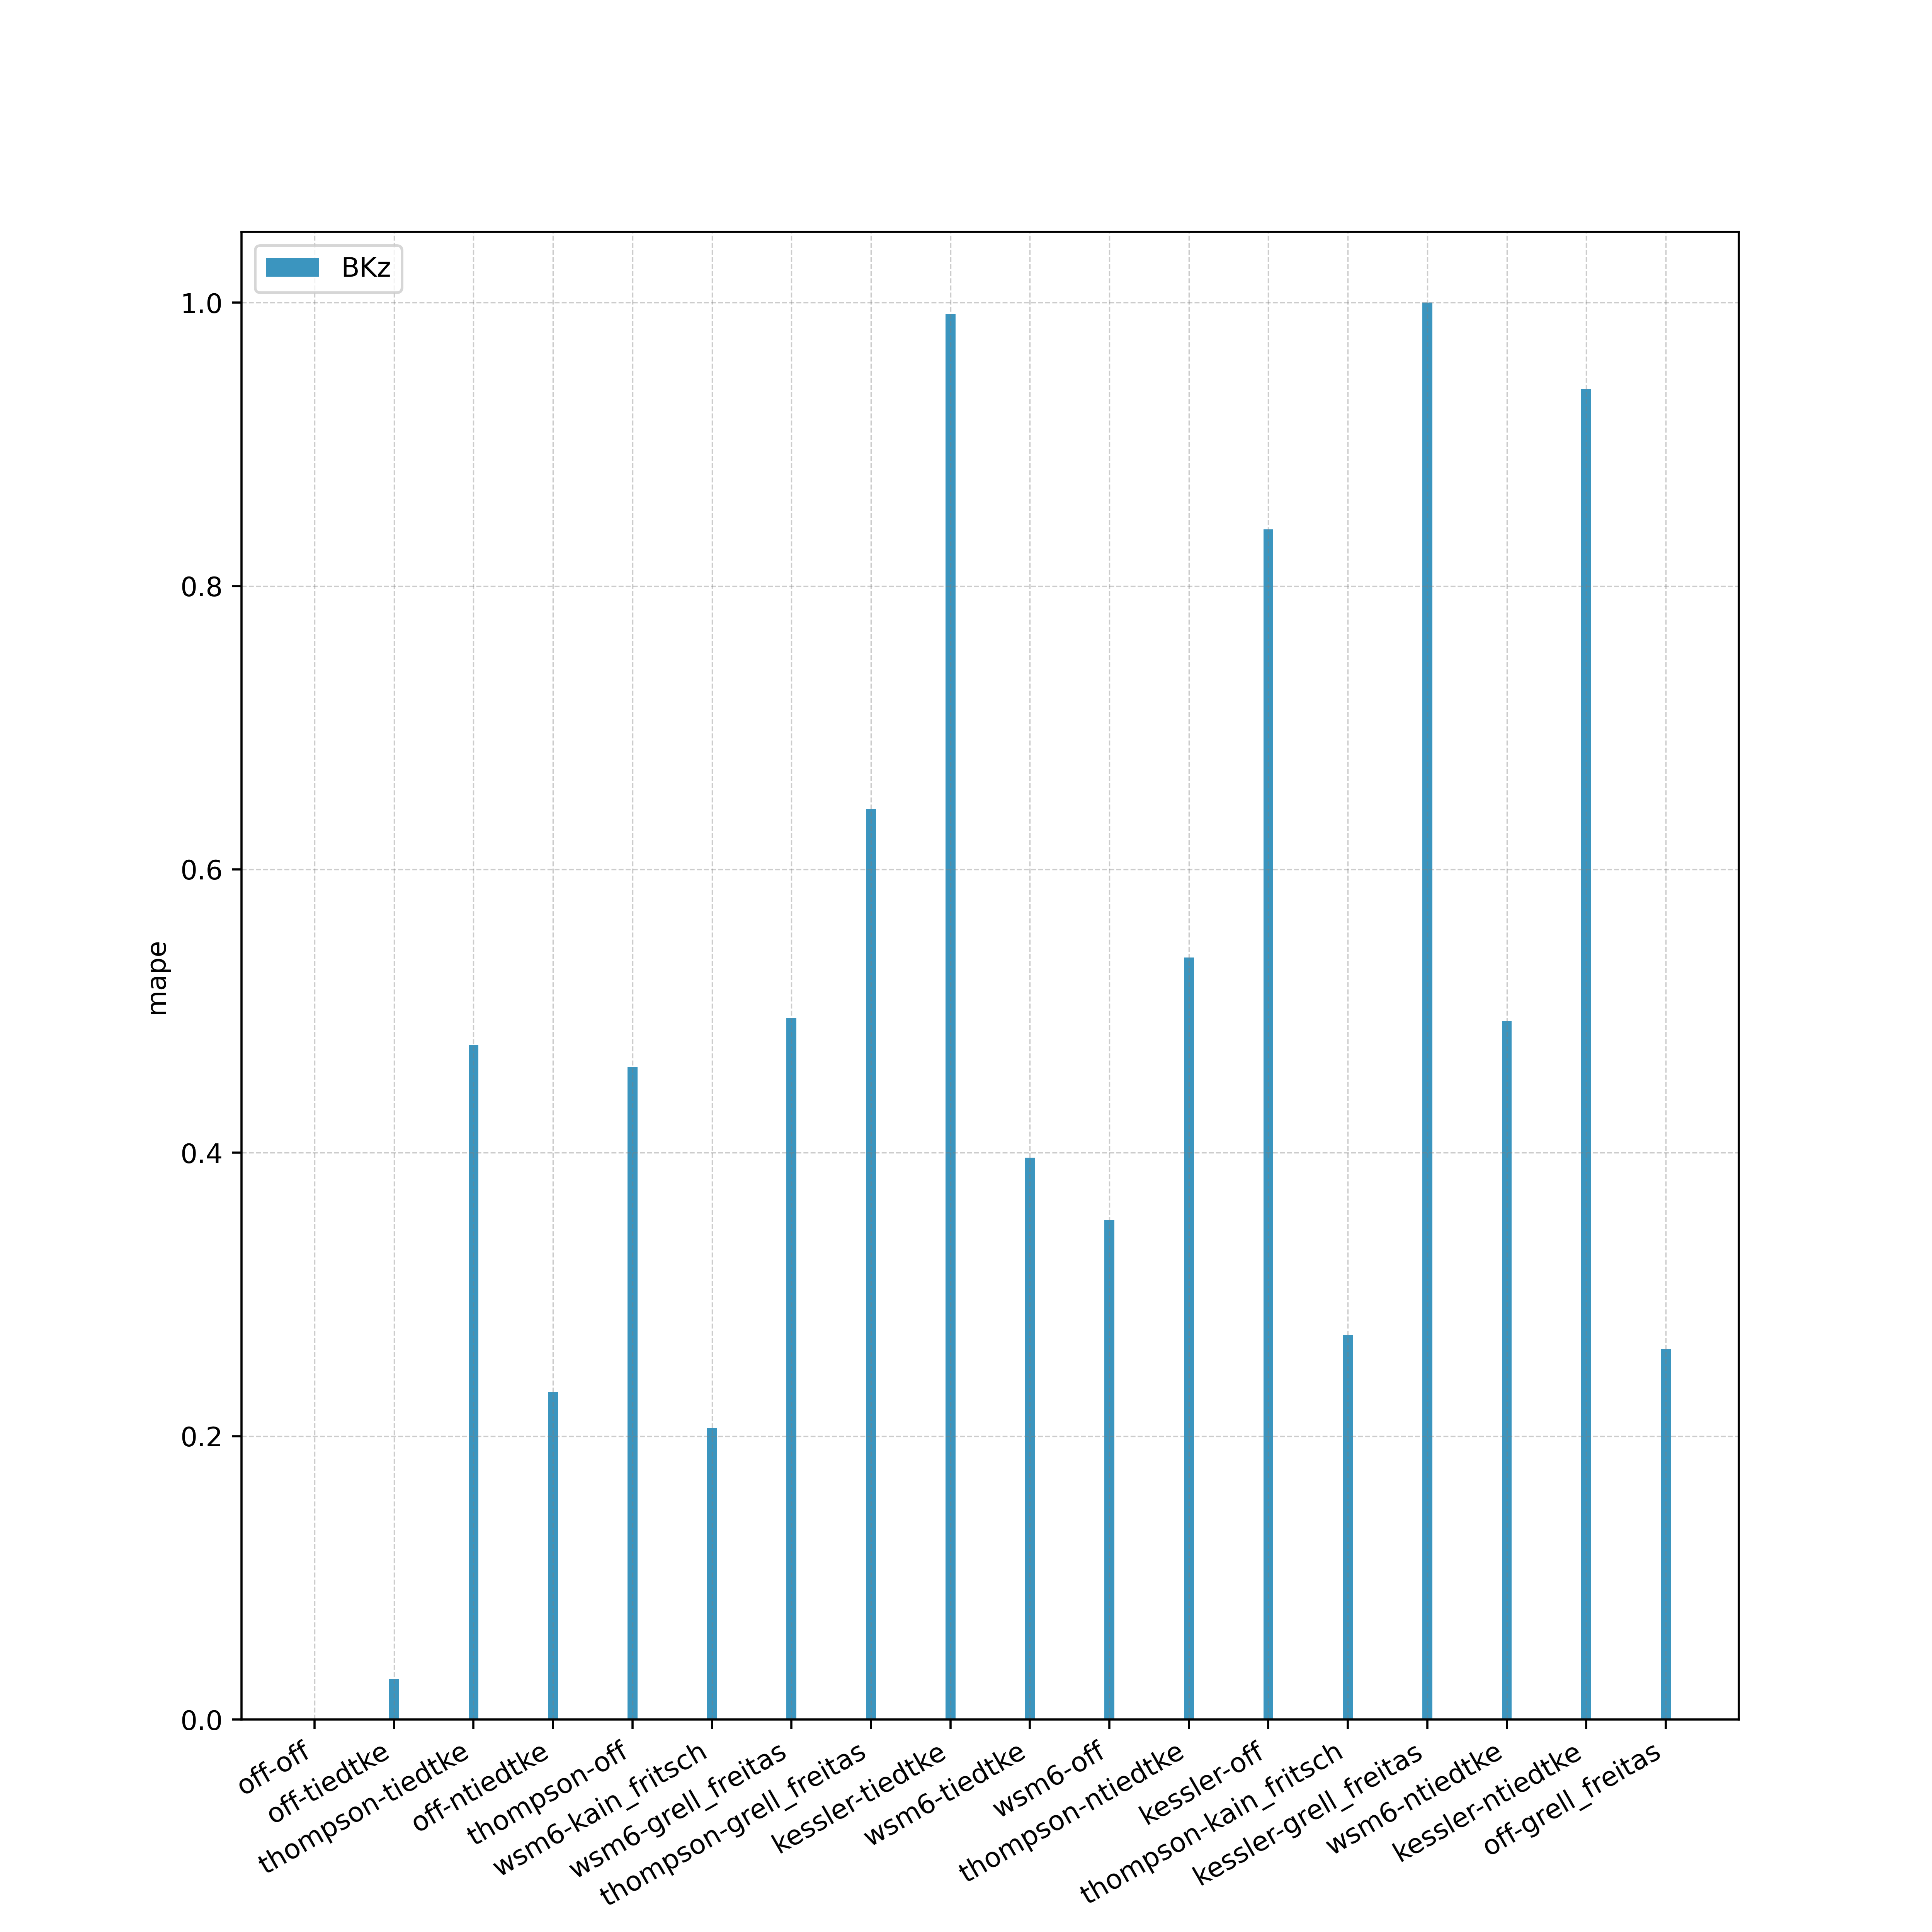 BKz
1.0
0.8
0.6
0.4
0.2
0.0
mape
off-off
off-tiedtke
thompson-tiedtke
off-ntiedtke
thompson-off
wsm6-kain_fritsch
wsm6-grell_freitas
thompson-grell_freitas
kessler-tiedtke
wsm6-tiedtke
wsm6-off
thompson-ntiedtke
kessler-off
thompson-kain_fritsch
kessler-grell_freitas
wsm6-ntiedtke
kessler-ntiedtke
off-grell_freitas